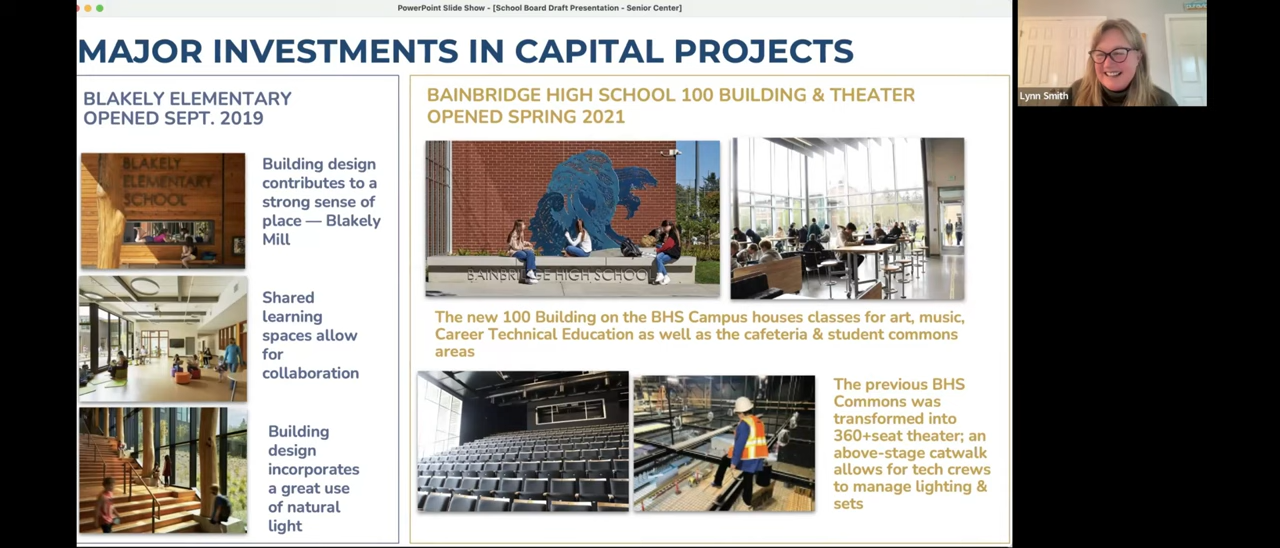 PowerPoint Slide Show - [School Board Draft Presentation - Senior Center]
MAJOR INVESTMENTS IN CAPITAL PROJECTS
BLAKELY ELEMENTARY
OPENED SEPT. 2019
BLAKELY
ELEMENTARY
SCHOOL
Building design
contributes to a
strong sense of
place — Blakely
Mill
Shared
learning
spaces allow
for
collaboration
Building
design
incorporates
a great use
of natural
light
BAINBRIDGE HIGH SCHOOL 100 BUILDING & THEATER
OPENED SPRING 2021
BAINBRIDGE HIGH SCHOOL
The new 100 Building on the BHS Campus houses classes for art, music,
Career Technical Education as well as the cafeteria & student commons
areas
The previous BHS
Commons was
transformed into
360+seat theater; an
above-stage catwalk
allows for tech crews
to manage lighting &
sets
Lynn Smith